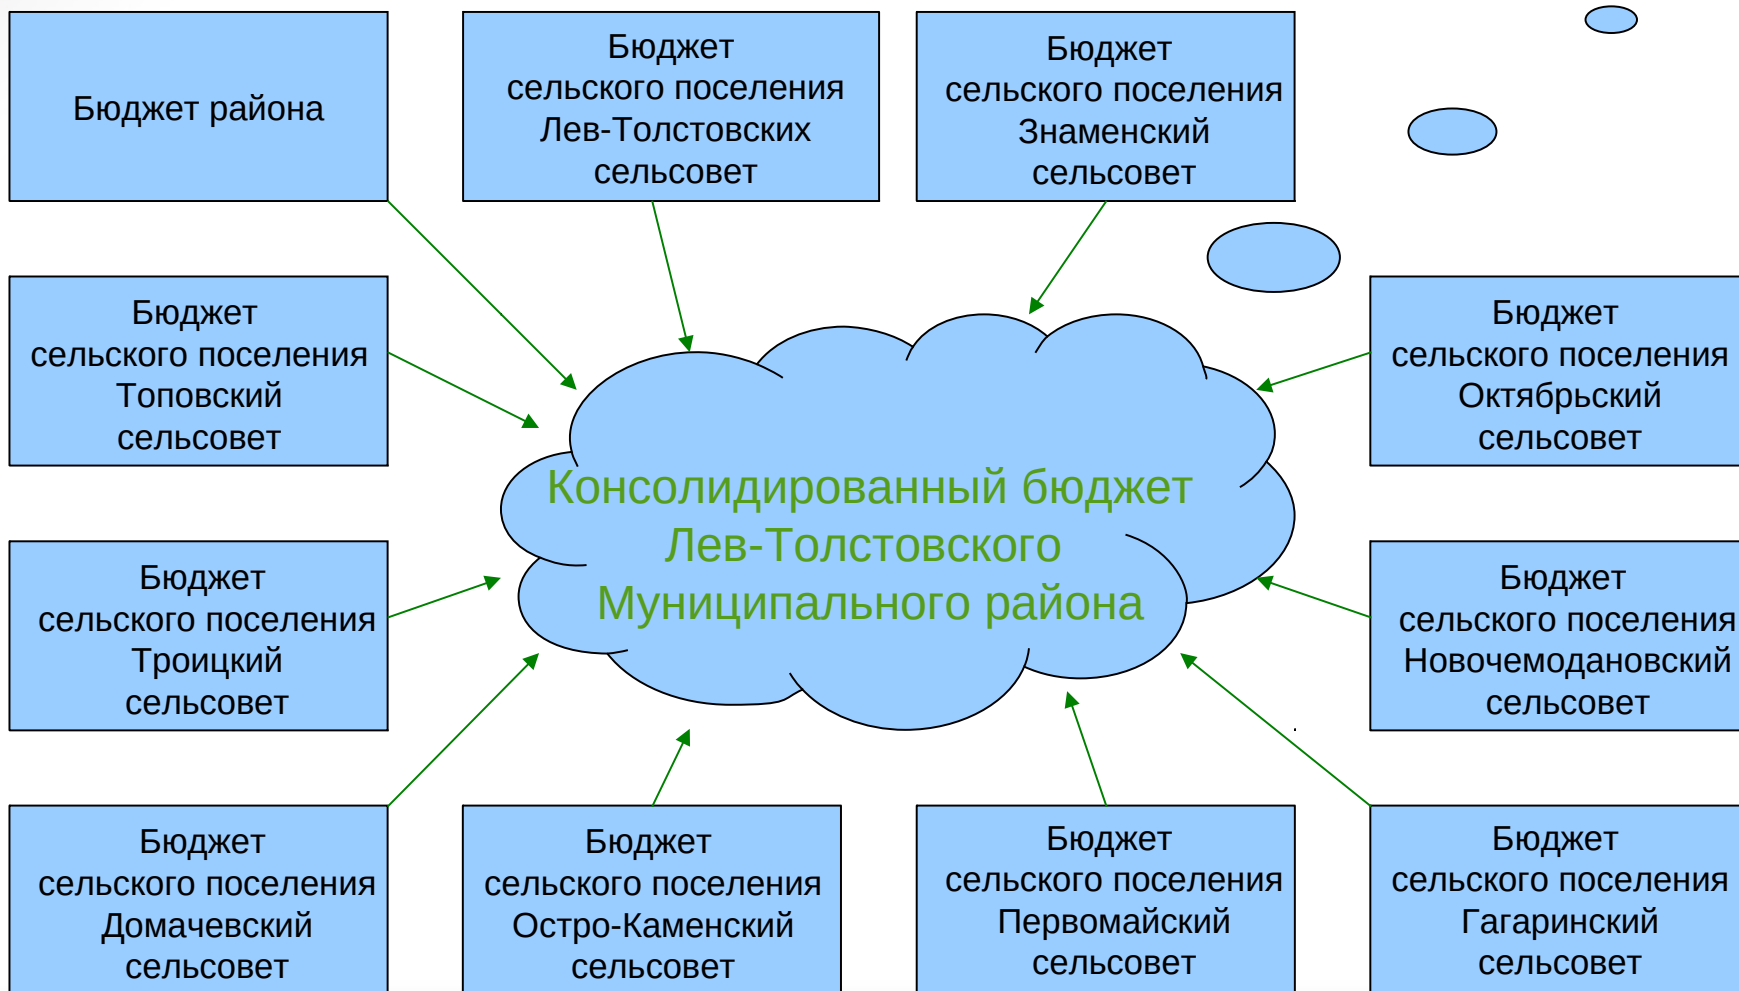 Бюджет района
Бюджет
сельского поселения
Лев-Толстовских
сельсовет
Бюджет
сельского поселения
Знаменский
сельсовет
Бюджет
сельского поселения
Топовский
сельсовет
Бюджет
сельского поселения
Октябрьский
сельсовет
Консолидированный бюджет
Лев-Толстовского
Муниципального района
Бюджет
сельского поселения
Троицкий
сельсовет
Бюджет
сельского поселения
Новочемодановский
сельсовет
Бюджет
сельского поселения
Домачевский
сельсовет
Бюджет
сельского поселения
Остро-Каменский
сельсовет
Бюджет
сельского поселения
Первомайский
сельсовет
Бюджет
сельского поселения
Гагаринский
сельсовет